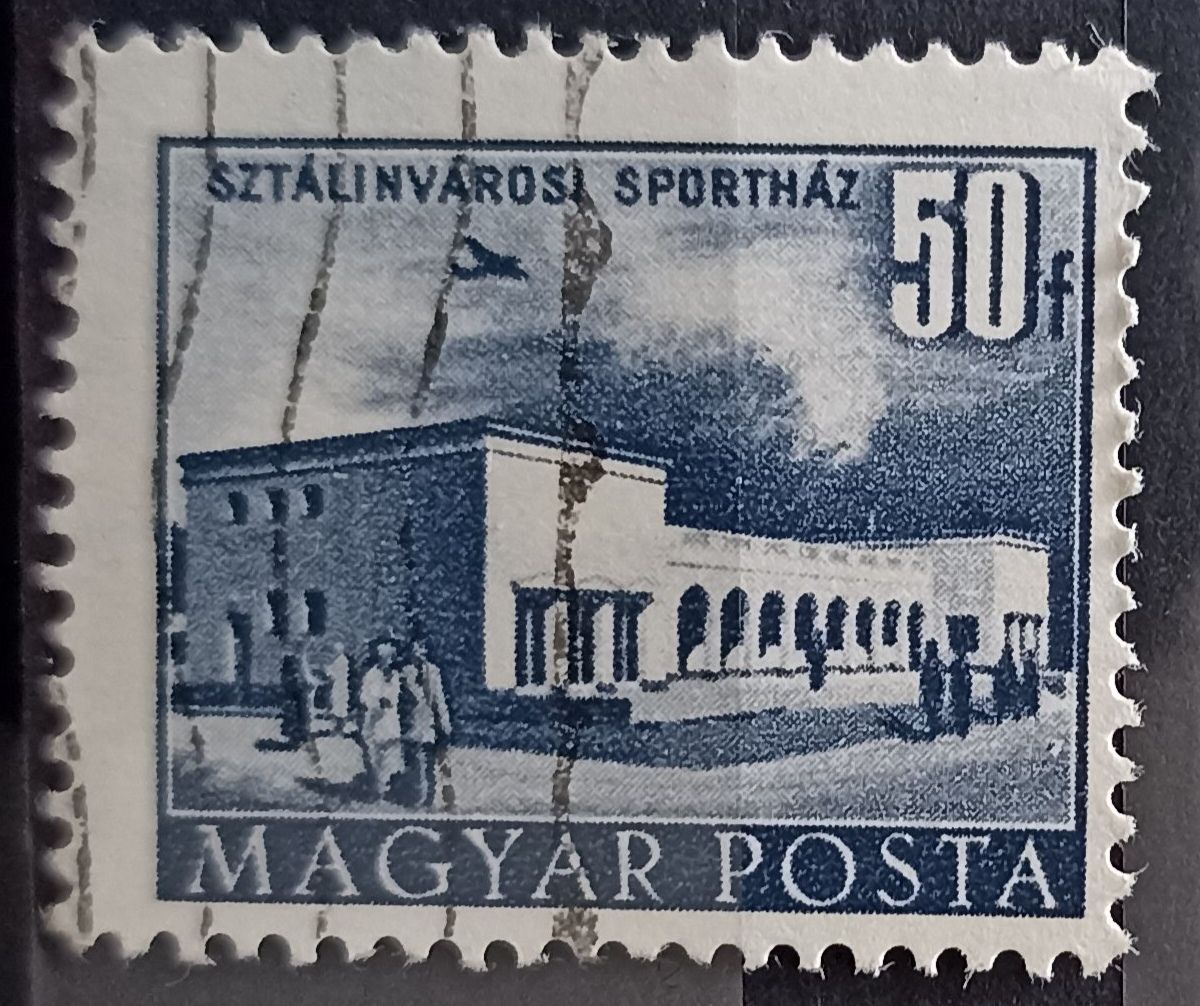 SZTÁLINVÁROSI SPORTHÁZ
50f
MAGYAR POSTA